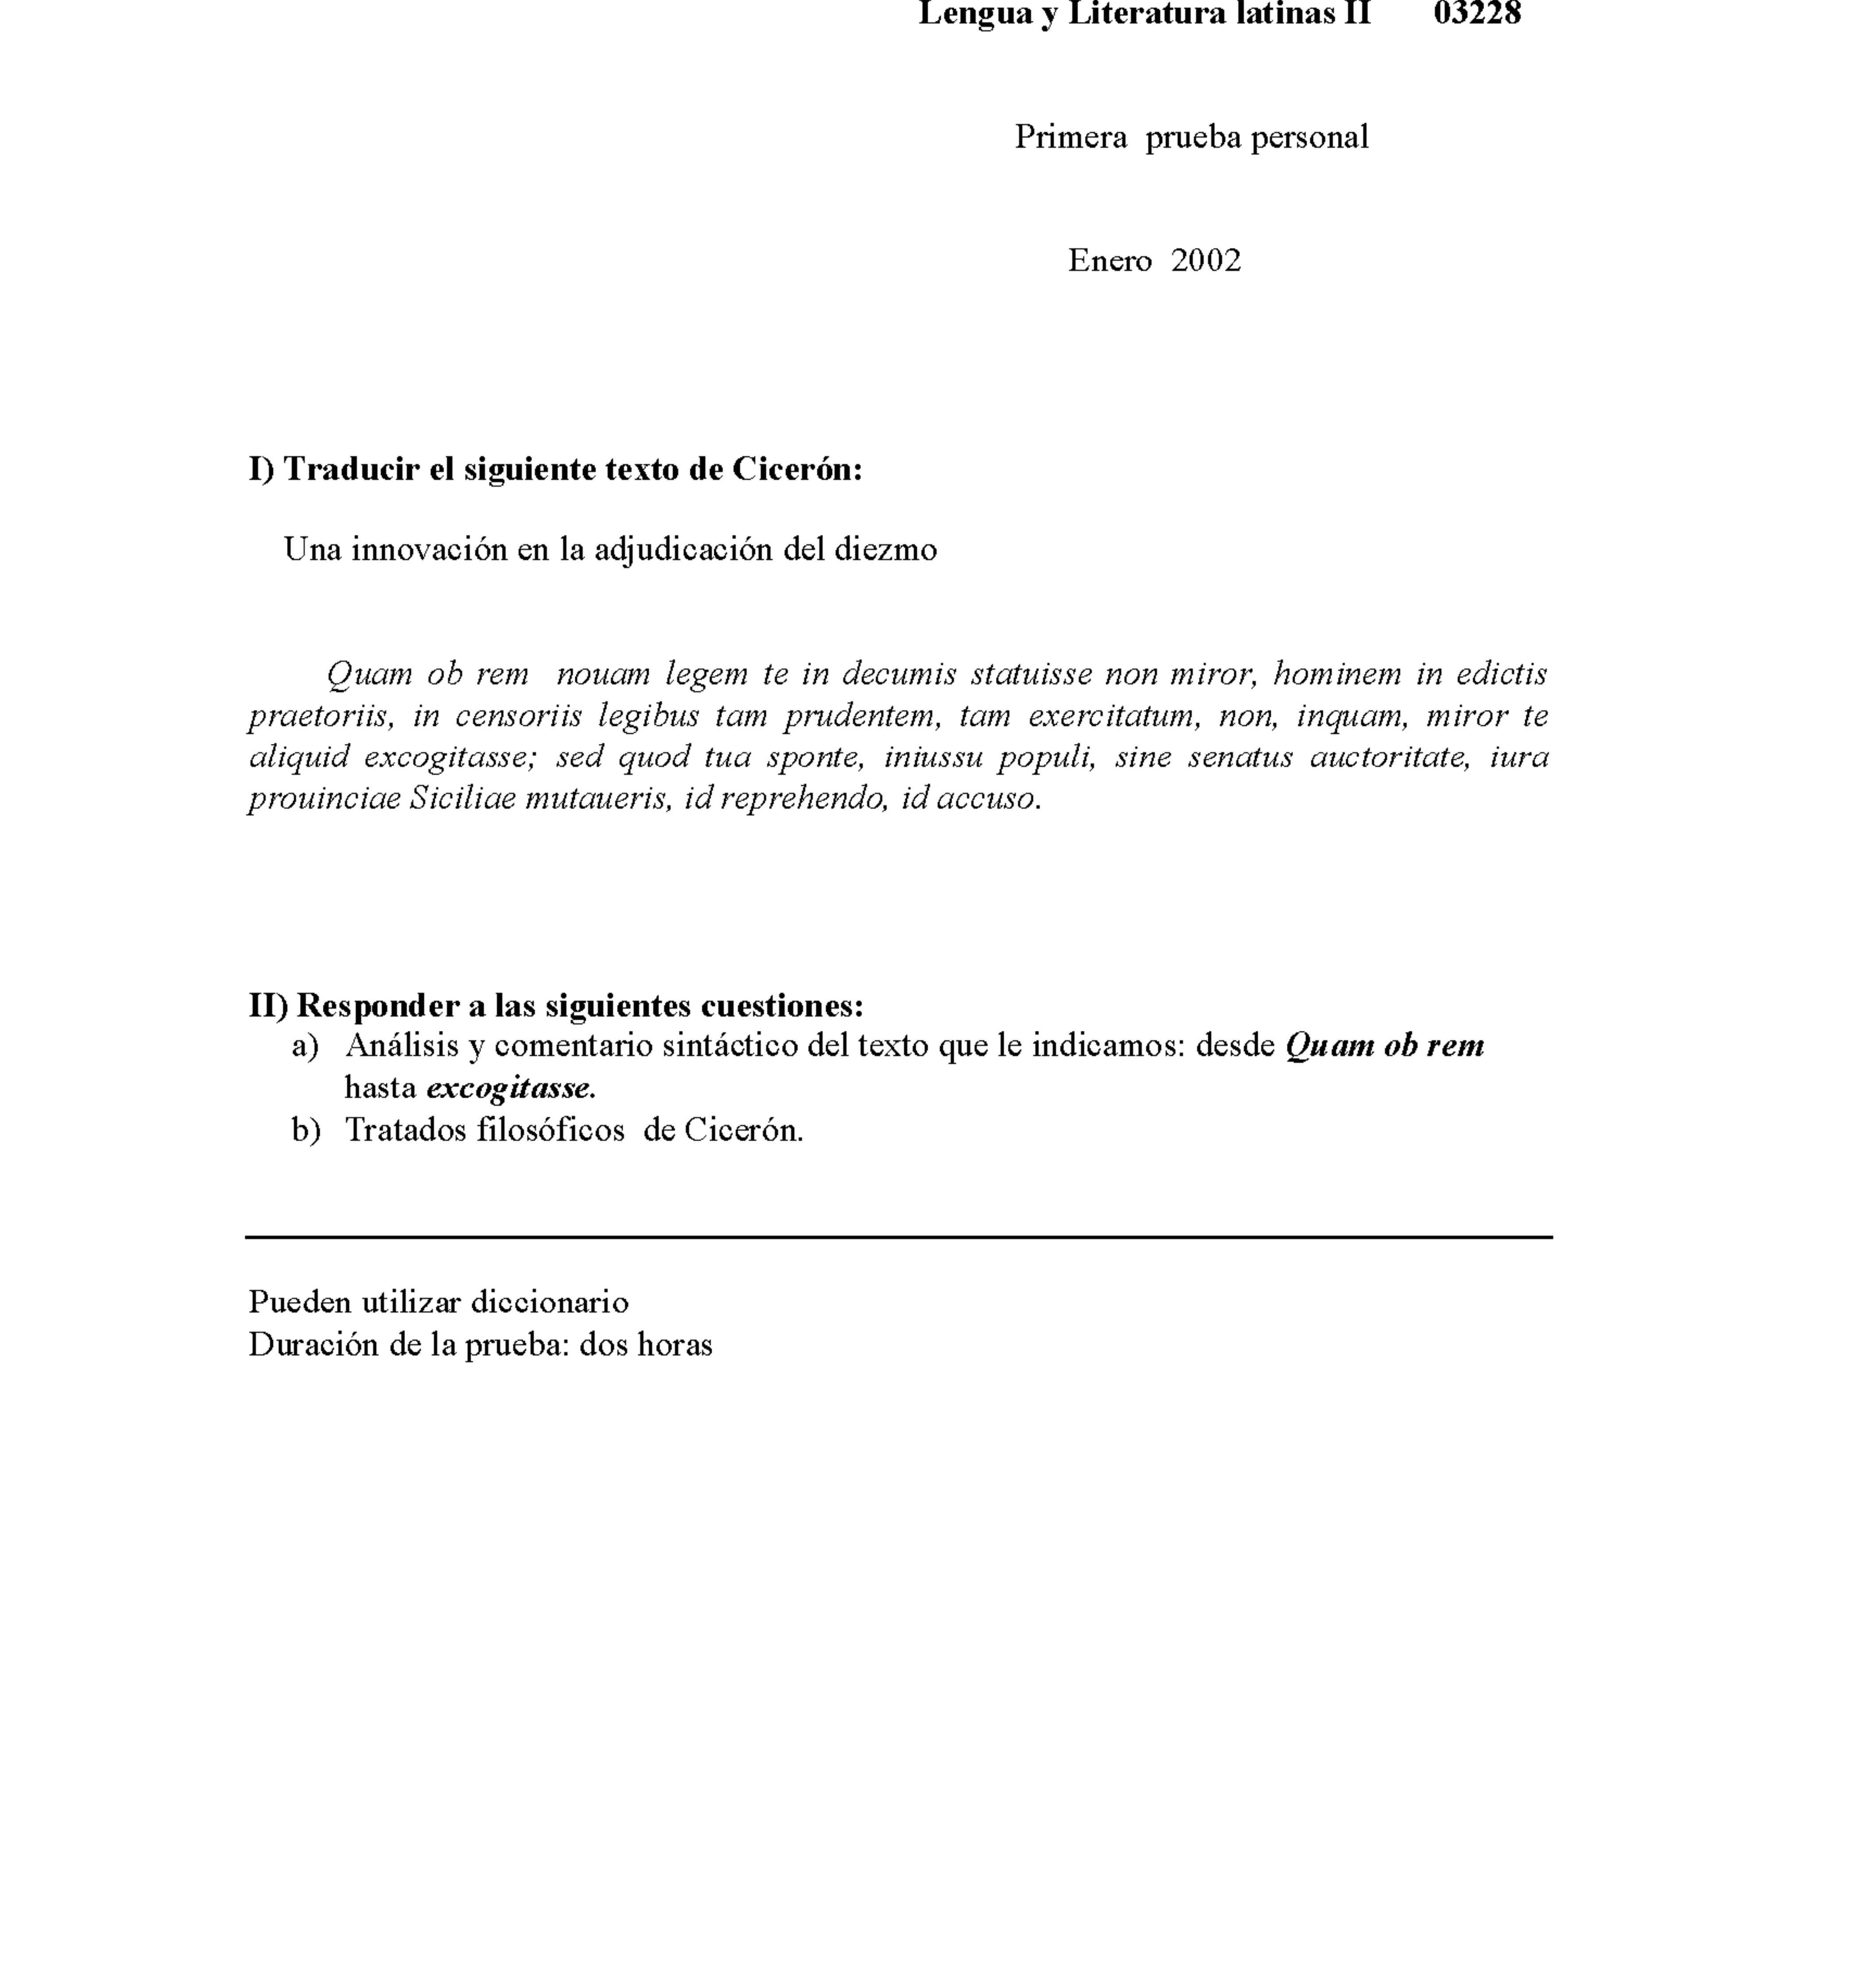 Lengua y Literatura latinas II 03228
Primera prueba personal
Enero 2002
I) Traducir el siguiente texto de Cicerón:
Una innovación en la adjudicación del diezmo
Quam ob rem nouam legem te in decumis statuisse non miror, hominem in edictis
praetoriis, in censoriis legibus tam prudentem, tam exercitatum, non, inquam, miror te
aliquid excogitasse; sed quod tua sponte, iniussu populi, sine senatus auctoritate, iura
prouinciae Siciliae mutaueris, id reprehendo, id accuso.
II) Responder a las siguientes cuestiones:
a) Análisis y comentario sintáctico del texto que le indicamos: desde Quam ob rem
hasta excogitasse.
b) Tratados filosóficos de Cicerón.
Pueden utilizar diccionario
Duración de la prueba: dos horas